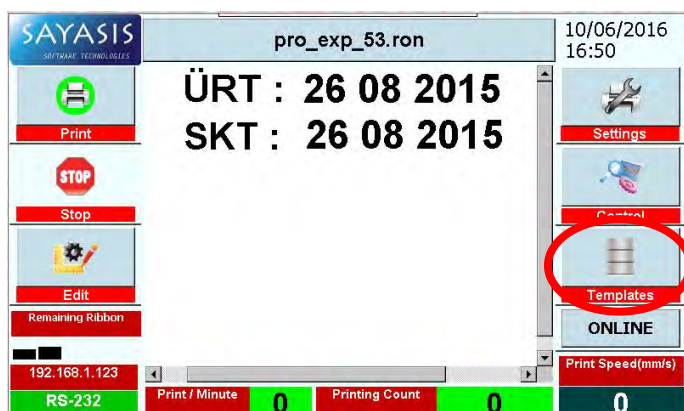 SAYASIS
SOFTWARE TECHNOLOGIES
pro_exp_53.ron
10/06/2016
16:50
ÜRT : 26 08 2015
SKT : 26 08 2015
Print
STOP
Stop
Edit
Remaining Ribbon
192.168.1.123
RS-232
Print / Minute
0
Printing Count
0
Settings
Control
Templates
ONLINE
Print Speed(mm/s)
0